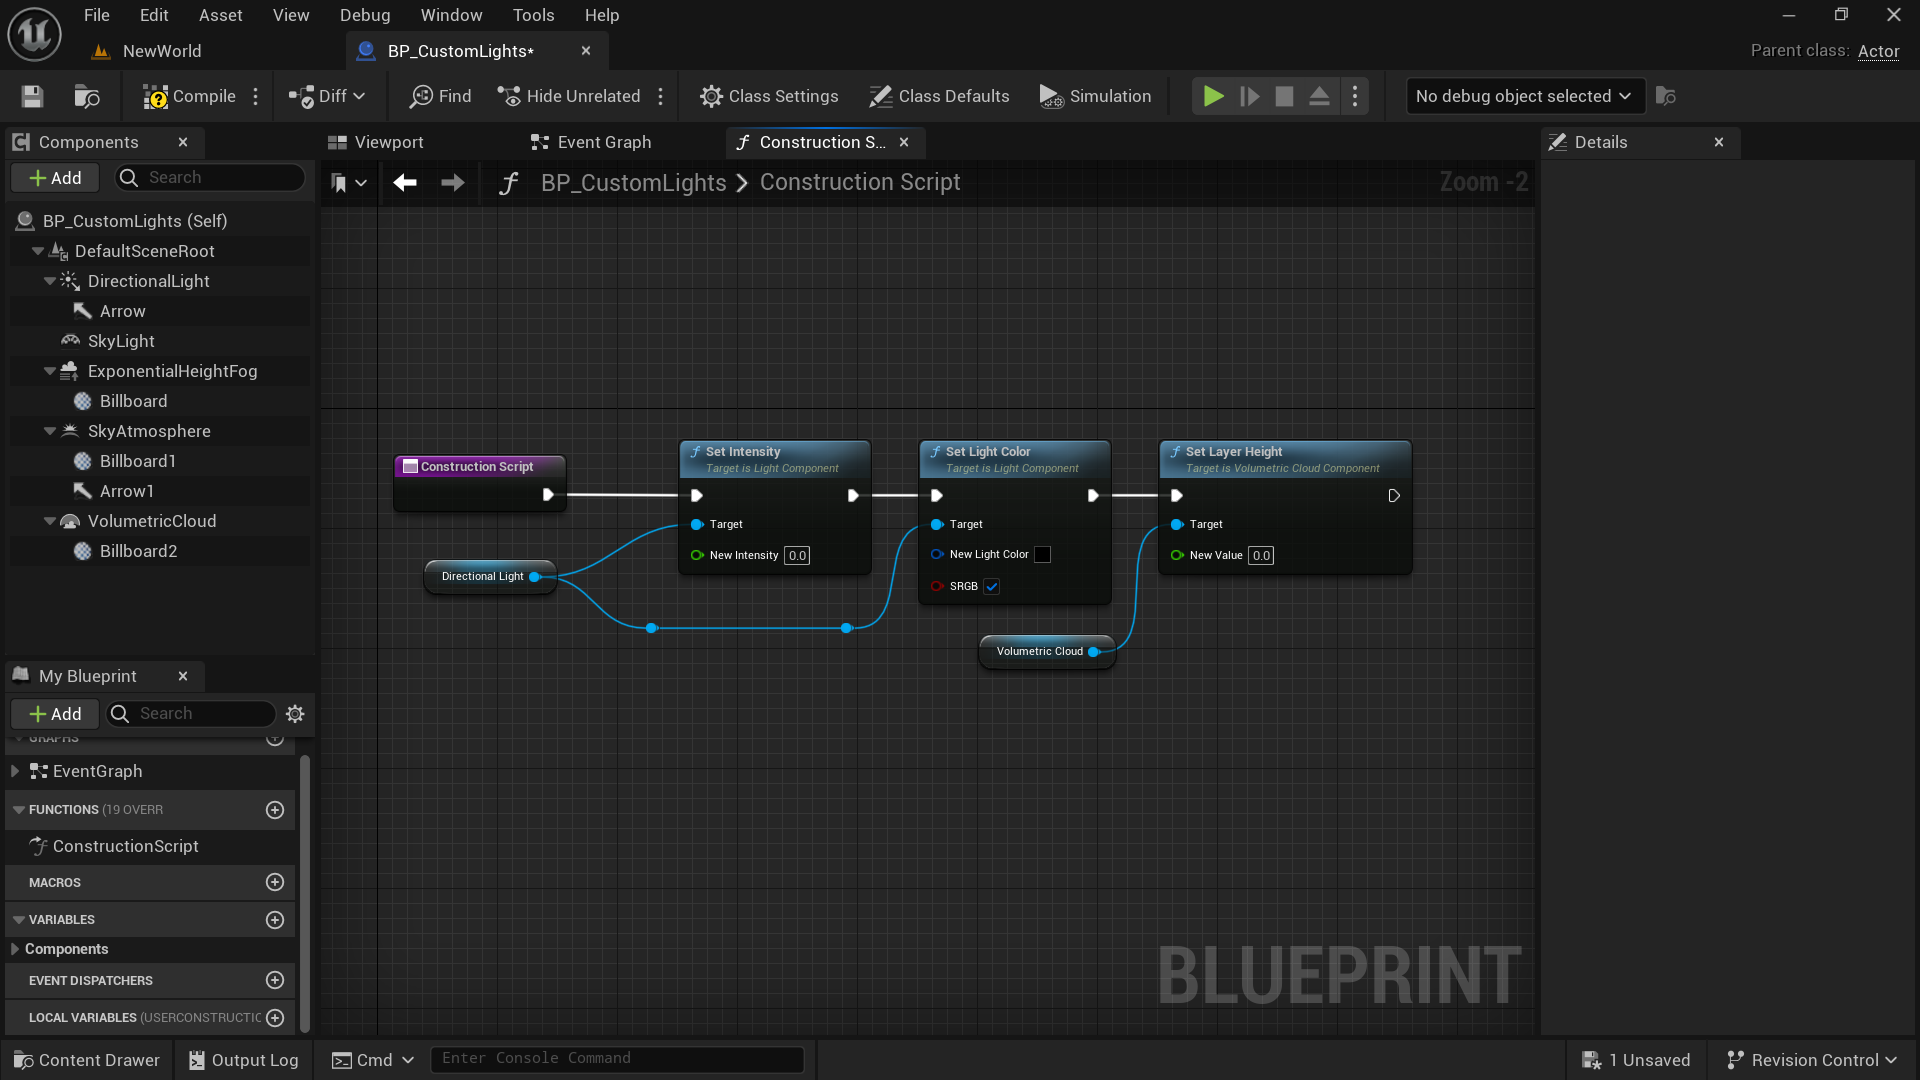 File Edit Asset View Debug Window Tools Help
NewWorld
BP_CustomLights*
Parent class: Actor
Compile
Diff
Find
Hide Unrelated
Class Settings
Class Defaults
Simulation
No debug object selected
Components
Viewport
Event Graph
Construction S...
Details
Add
Search
BP_CustomLights > Construction Script
Zoom -2
BP_CustomLights (Self)
DefaultSceneRoot
DirectionalLight
Arrow
SkyLight
ExponentialHeightFog
Billboard
SkyAtmosphere
Billboard1
Arrow1
VolumetricCloud
Billboard2
Construction Script
Directional Light
Set Intensity
Target is Light Component
Target
New Intensity 0.0
Set Light Color
Target is Light Component
Target
New Light Color
SRGB
Volumetric Cloud
Set Layer Height
Target is Volumetric Cloud Component
Target
New Value 0.0
BLUEPRINT
My Blueprint
Add
Search
GRAPHS
EventGraph
FUNCTIONS (19 OVERR
ConstructionScript
MACROS
VARIABLES
Components
EVENT DISPATCHERS
LOCAL VARIABLES (USERCONSTRUCTIO
Content Drawer
Output Log
Cmd
Enter Console Command
1 Unsaved
Revision Control